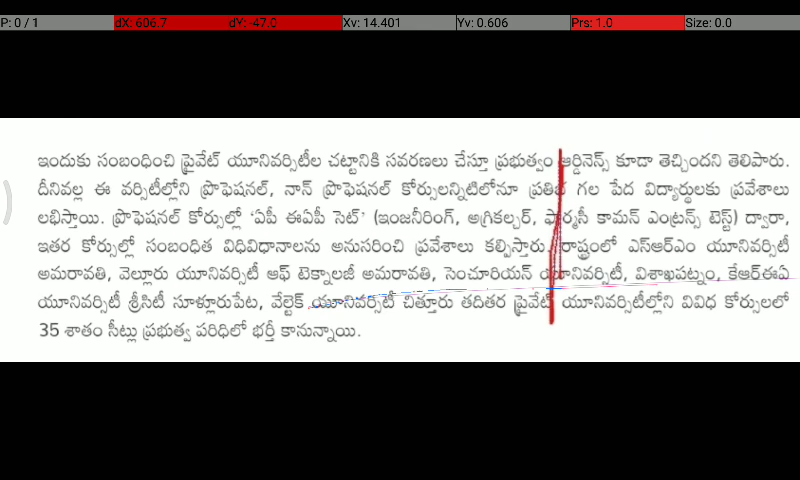 P: 0 / 1 dX: 606.7 dY: -47.0 Xv: 14.401 Yv: 0.606 Prs: 1.0 Size: 0.0
ఇందుకు సంబంధించి ప్రైవేట్ యూనివర్సిటీల చట్టానికి సవరణలు చేస్తూ ప్రభుత్వం ఆర్డినెన్స్ కూడా తెచ్చిందని తెలిపారు.
దీనివల్ల ఈ వర్సిటీల్లోని ప్రొఫెషనల్, నాన్ ప్రొఫెషనల్ కోర్సులన్నిటిలోనూ ప్రతిభ గల పేద విద్యార్థులకు ప్రవేశాలు
లభిస్తాయి. ప్రొఫెషనల్ కోర్సుల్లో ‘ఏపీ ఈఏపీ సెట్’ (ఇంజనీరింగ్, అగ్రికల్చర్, ఫార్మసీ కామన్ ఎంట్రన్స్ టెస్ట్) ద్వారా,
ఇతర కోర్సుల్లో సంబంధిత విధివిధానాలను అనుసరించి ప్రవేశాలు కల్పిస్తారు. రాష్ట్రంలో ఎస్ఆర్ఎం యూనివర్సిటీ
అమరావతి, వెల్లూరు యూనివర్సిటీ ఆఫ్ టెక్నాలజీ అమరావతి, సెంచూరియన్ యూనివర్సిటీ, విశాఖపట్నం, కేఆర్ఈఏ
యూనివర్సిటీ శ్రీసిటీ సూళ్లూరుపేట, వేల్టెక్ యూనివర్సిటీ చిత్తూరు తదితర ప్రైవేట్ యూనివర్సిటీల్లోని వివిధ కోర్సులలో
35 శాతం సీట్లు ప్రభుత్వ పరిధిలో భర్తీ కానున్నాయి.